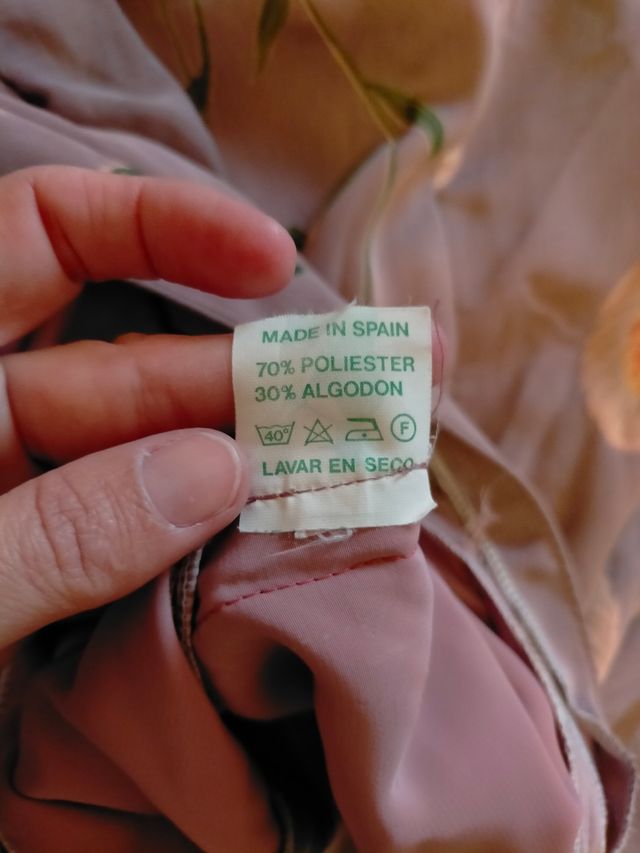 MADE IN SPAIN
70% POLIESTER
30% ALGODON
40° F
LAVAR EN SECO